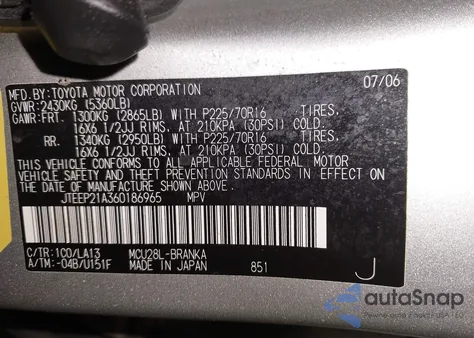 MFD.BY:TOYOTA MOTOR CORPORATION 07/06
GVWR:2430KG (5360LB)
GAWR:FRT. 1300KG (2865LB) WITH P225/70R16 TIRES,
16X6 1/2JJ RIMS, AT 210KPA (30PSI) COLD.
RR. 1340KG (2950LB) WITH P225/70R16 TIRES,
16X6 1/2JJ RIMS, AT 210KPA (30PSI) COLD.
THIS VEHICLE CONFORMS TO ALL APPLICABLE FEDERAL MOTOR
VEHICLE SAFETY AND THEFT PREVENTION STANDARDS IN EFFECT
ON THE DATE OF MANUFACTURE SHOWN ABOVE.
JTEEP21A360186965 MPV
C/TR:1C0/LA13 MCU28L-BRANKA
A/TM:-04B/U151F MADE IN JAPAN 851 J
autoSnap